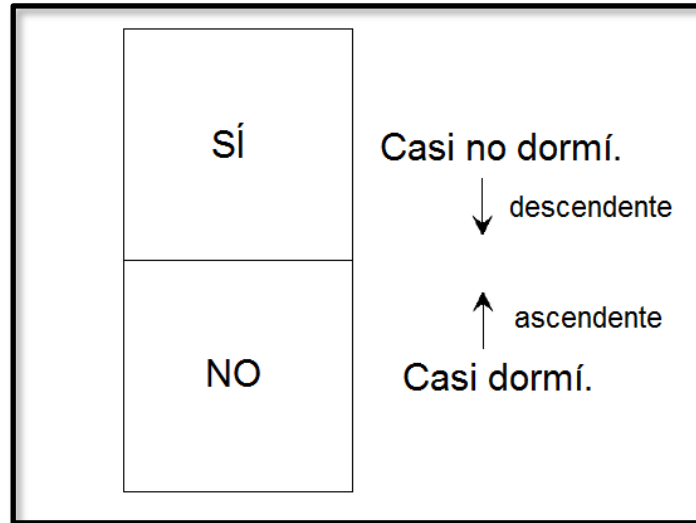 SÍ
Casi no dormí.
descendente
ascendente
NO
Casi dormí.